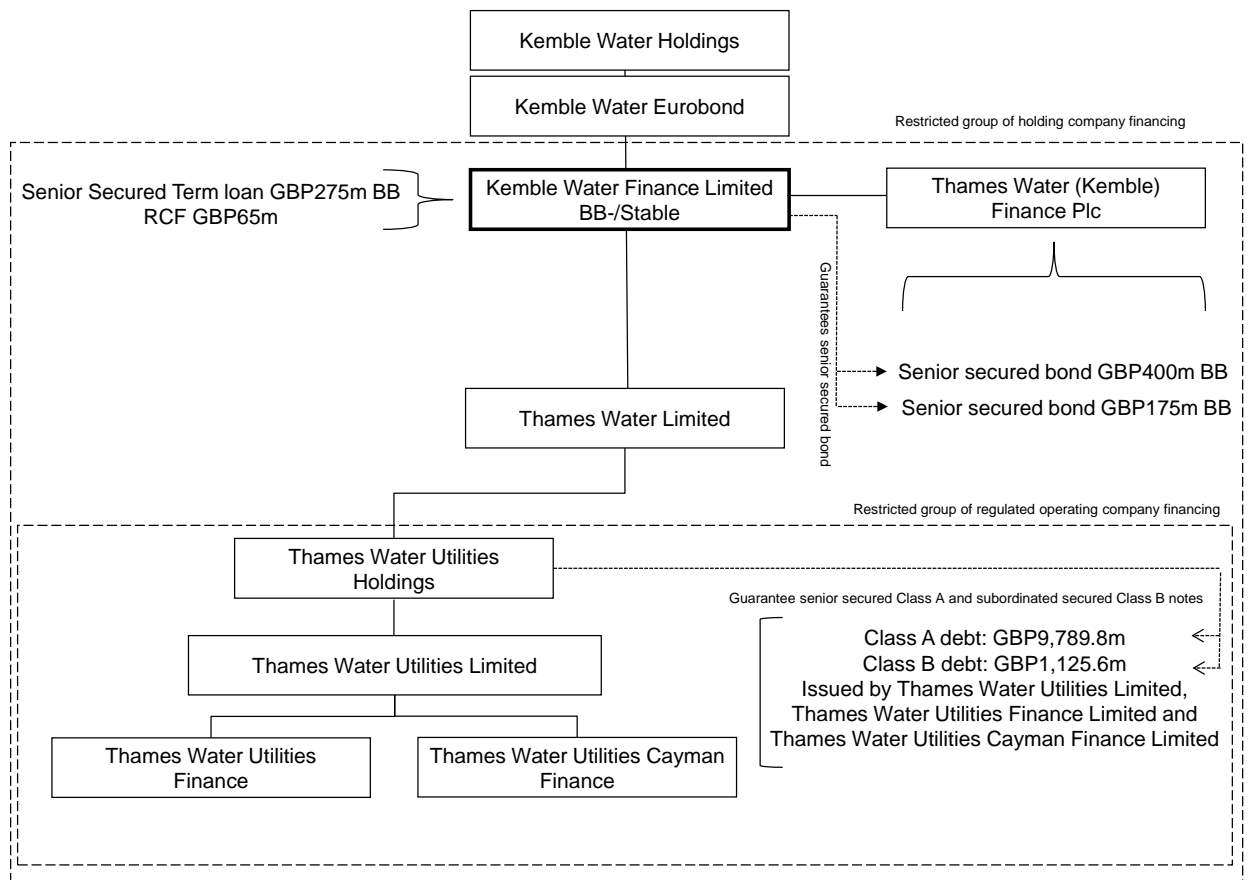 Kemble Water Holdings
Kemble Water Eurobond
Restricted group of holding company financing
Senior Secured Term loan GBP275m BB
RCF GBP65m
Kemble Water Finance Limited
BB-/Stable
Thames Water (Kemble)
Finance Plc
Guarantees senior secured bond
Senior secured bond GBP400m BB
Senior secured bond GBP175m BB
Thames Water Limited
Restricted group of regulated operating company financing
Thames Water Utilities
Holdings
Guarantee senior secured Class A and subordinated secured Class B notes
Class A debt: GBP9,789.8m
Class B debt: GBP1,125.6m
Issued by Thames Water Utilities Limited,
Thames Water Utilities Finance Limited and
Thames Water Utilities Cayman Finance Limited
Thames Water Utilities Limited
Thames Water Utilities
Finance
Thames Water Utilities Cayman
Finance